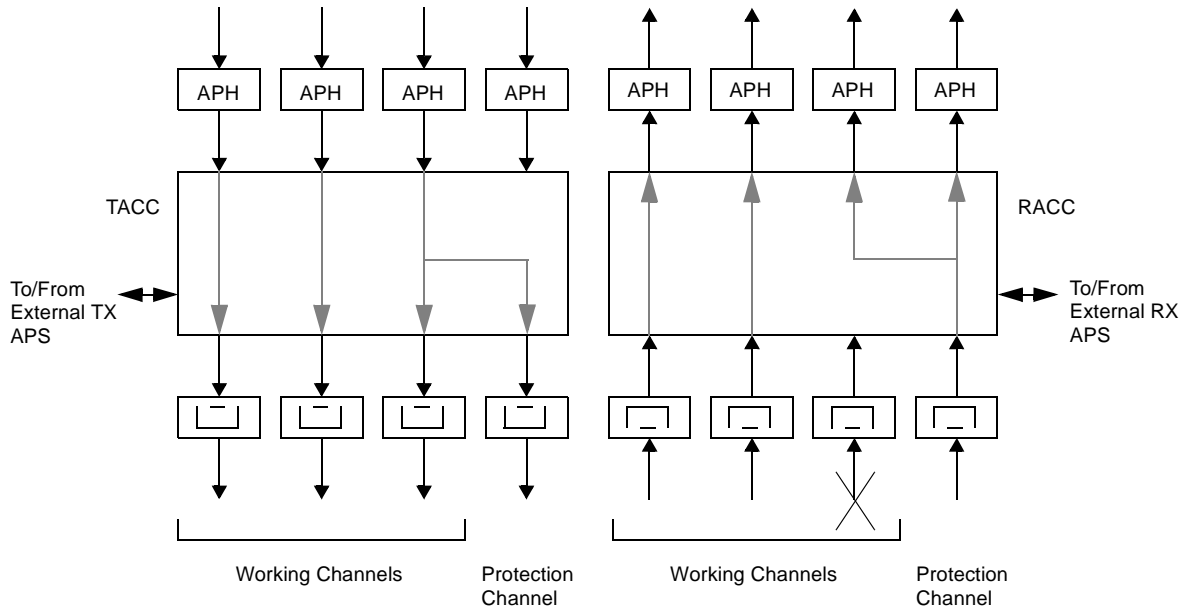 APH APH APH APH APH APH APH APH
TACC
RACC
To/From
External TX
APS
To/From
External RX
APS
Working Channels
Protection
Channel
Working Channels
Protection
Channel